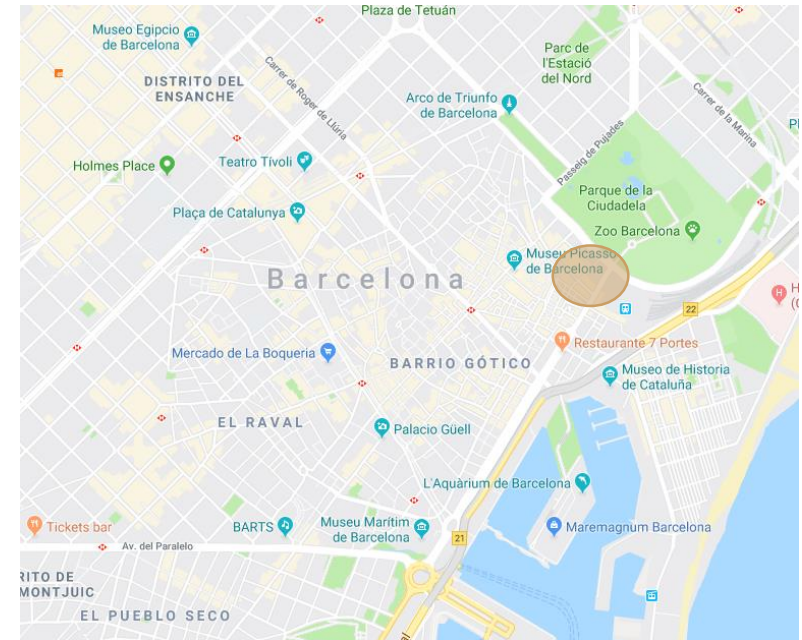 Plaza de Tetuán
Museo Egipcio
de Barcelona
Parc de
l'Estació
del Nord
DISTRITO DEL
ENSANCHE
Carrer de Roger de Llúria
Arco de Triunfo
de Barcelona
Carrer de la Marina
Pl
Passeig de Pujades
Holmes Place
Teatro Tívoli
Parque de la
Ciudadela
Plaça de Catalunya
Zoo Barcelona
Museu Picasso
de Barcelona
Barcelona
H
H
(C
22
Restaurante 7 Portes
Mercado de La Boqueria
BARRIO GÓTICO
Museo de Historia
de Cataluña
EL RAVAL
Palacio Güell
L'Aquàrium de Barcelona
Tickets bar
BARTS
Museu Marítim
de Barcelona
21
Maremagnum Barcelona
Av. del Paralelo
RITO DE
MONTJUIC
EL PUEBLO SECO